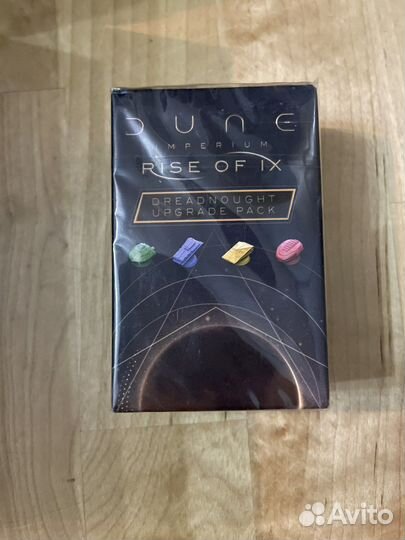 DUNE
IMPERIUM
RISE OF IX
DREADNOUGHT
UPGRADE PACK
Avito